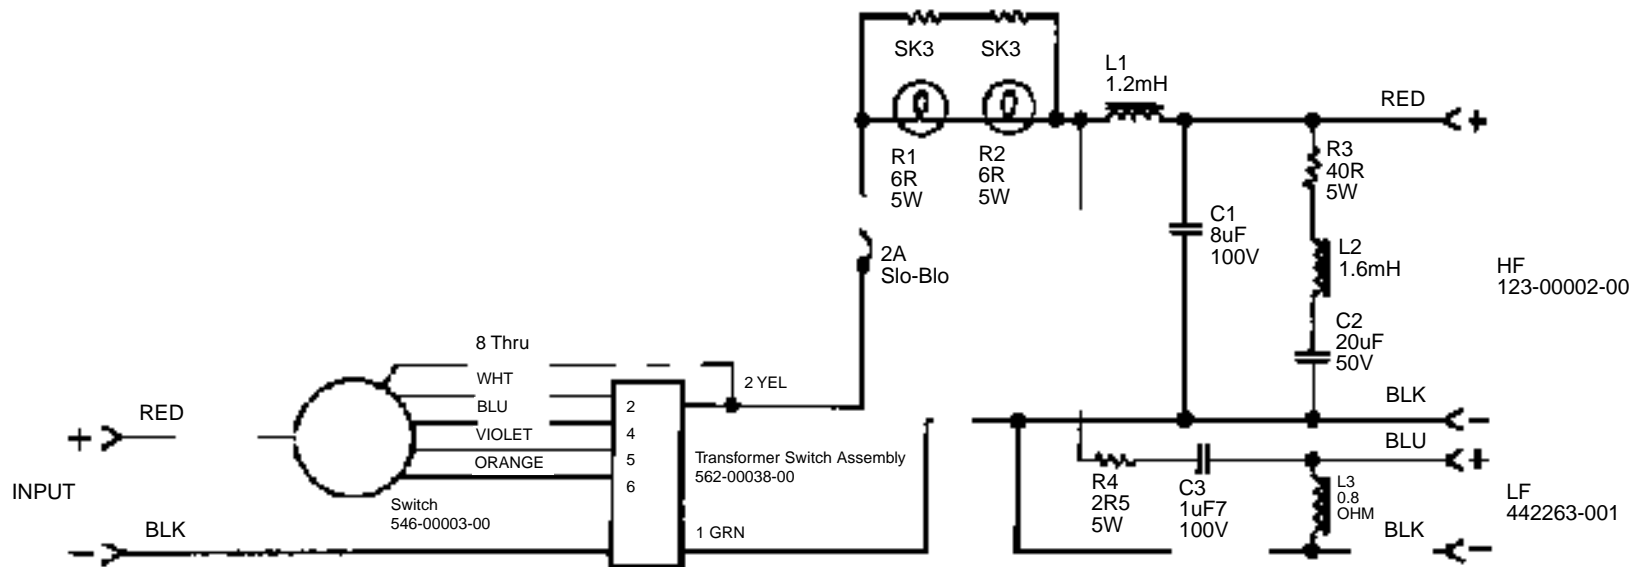 SK3 SK3
L1
1.2mH
RED
+
R1
6R
5W
R2
6R
5W
R3
40R
5W
C1
8uF
100V
2A
Slo-Blo
L2
1.6mH
HF
123-00002-00
C2
20uF
50V
8 Thru
WHT
BLU
VIOLET
ORANGE
2 YEL
2
4
5
6
RED
+
INPUT
Switch
546-00003-00
Transformer Switch Assembly
562-00038-00
BLK
-
1 GRN
BLK
-
BLU
+
R4
2R5
5W
C3
1uF7
100V
L3
0.8
OHM
LF
442263-001
BLK
-